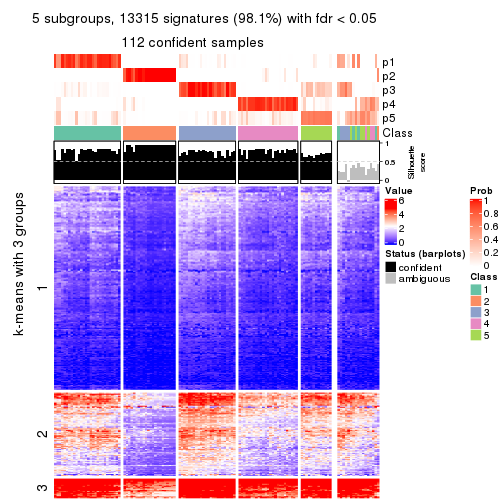 5 subgroups, 13315 signatures (98.1%) with fdr < 0.05
112 confident samples
p1
p2
p3
p4
p5
Class
1
0.5
0
Silhouette score
k-means with 3 groups
1
2
3
Value
6
4
2
0
Status (barplots)
confident
ambiguous
Prob
1
0.8
0.6
0.4
0.2
0
Class
1
2
3
4
5